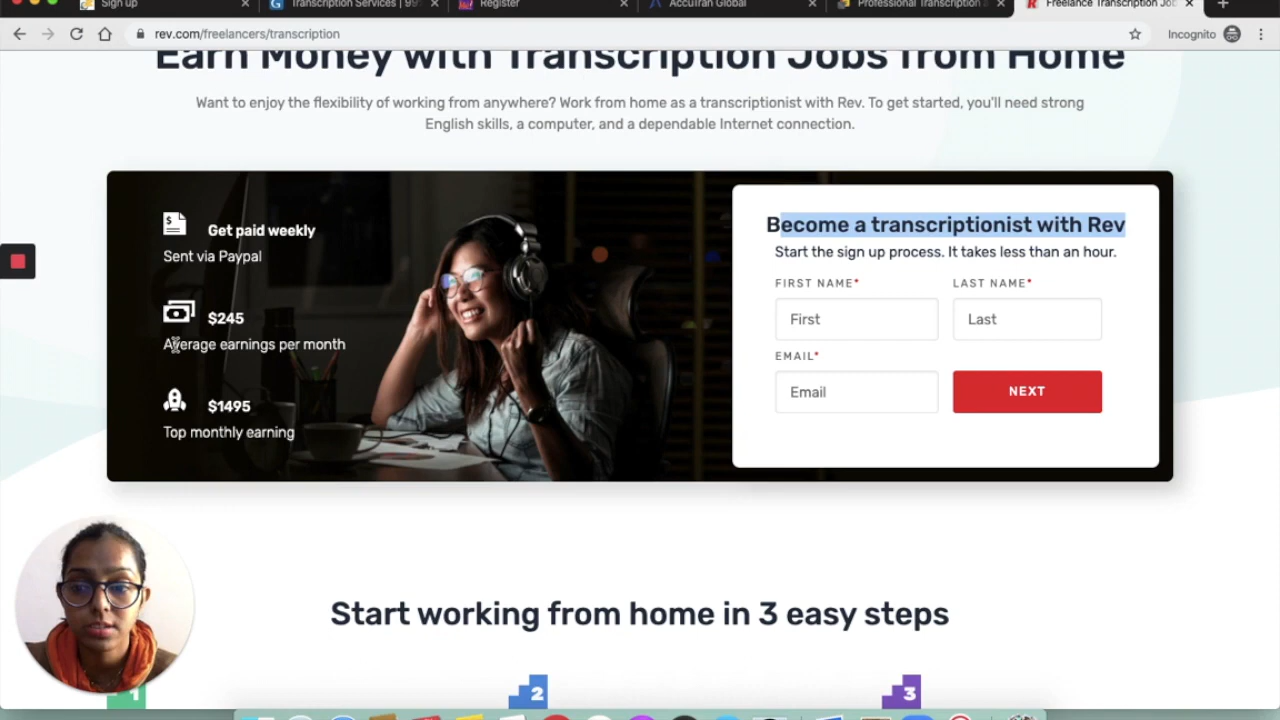 Sign up
Transcription Services | 99
Register
AccuTran Global
Professional Transcription
Freelance Transcription Job
rev.com/freelancers/transcription
Incognito
Earn Money with Transcription Jobs from Home
Want to enjoy the flexibility of working from anywhere? Work from home as a transcriptionist with Rev. To get started, you'll need strong
English skills, a computer, and a dependable Internet connection.
$ Get paid weekly
Sent via Paypal
$245
Average earnings per month
$1495
Top monthly earning
Become a transcriptionist with Rev
Start the sign up process. It takes less than an hour.
FIRST NAME* LAST NAME*
First Last
EMAIL*
Email NEXT
Start working from home in 3 easy steps
1 2 3